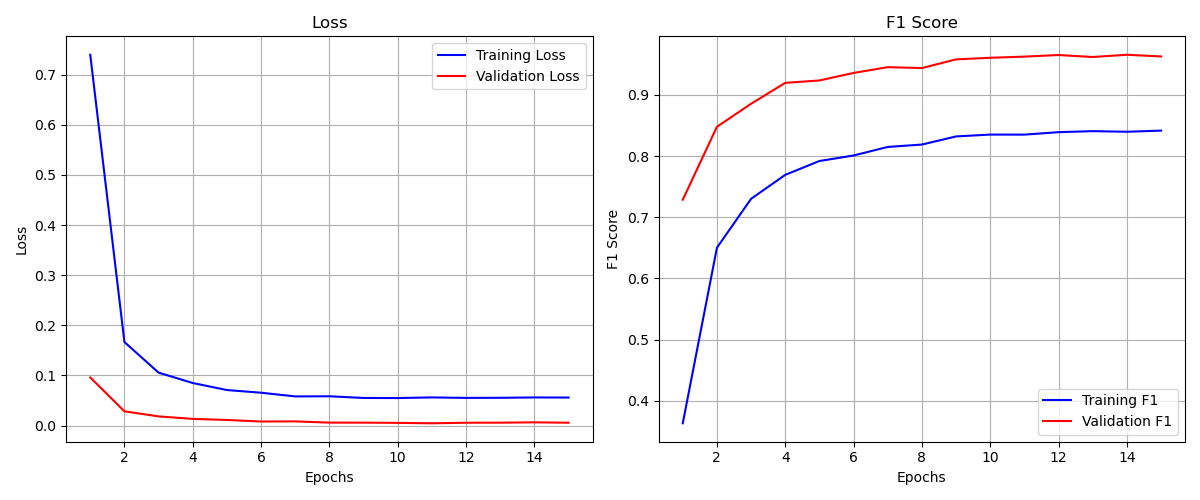 Loss
Training Loss
Validation Loss
0.7
0.6
0.5
0.4
0.3
0.2
0.1
0.0
Loss
2 4 6 8 10 12 14
Epochs
F1 Score
0.9
0.8
0.7
0.6
0.5
0.4
F1 Score
Training F1
Validation F1
2 4 6 8 10 12 14
Epochs